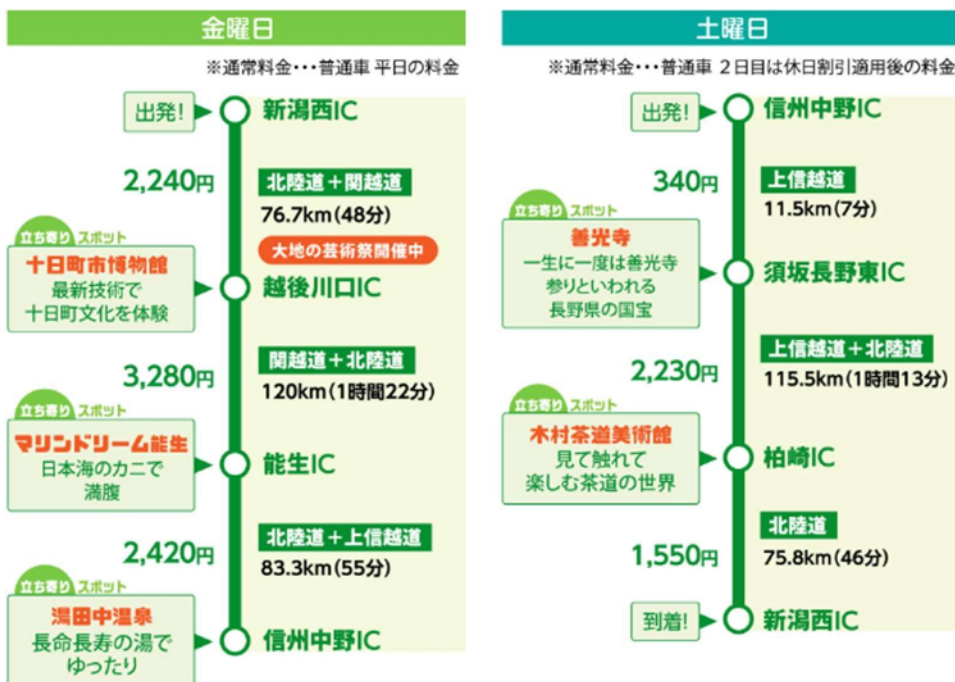 金曜日
※通常料金・・・普通車 平日の料金
出発!
新潟西IC
2,240円
北陸道＋関越道
76.7km(48分)
大地の芸術祭開催中
立ち寄りスポット
十日町市博物館
最新技術で
十日町文化を体験
越後川口IC
3,280円
関越道＋北陸道
120km(1時間22分)
立ち寄りスポット
マリンドリーム能生
日本海のカニで
満腹
能生IC
2,420円
北陸道＋上信越道
83.3km(55分)
立ち寄りスポット
湯田中温泉
長命長寿の湯で
ゆったり
信州中野IC
土曜日
※通常料金・・・普通車 2日目は休日割引適用後の料金
出発!
信州中野IC
340円
上信越道
11.5km(7分)
立ち寄りスポット
善光寺
一生に一度は善光寺
参りといわれる
長野県の国宝
須坂長野東IC
2,230円
上信越道＋北陸道
115.5km(1時間13分)
立ち寄りスポット
木村茶道美術館
見て触れて
楽しむ茶道の世界
柏崎IC
1,550円
北陸道
75.8km(46分)
到着!
新潟西IC